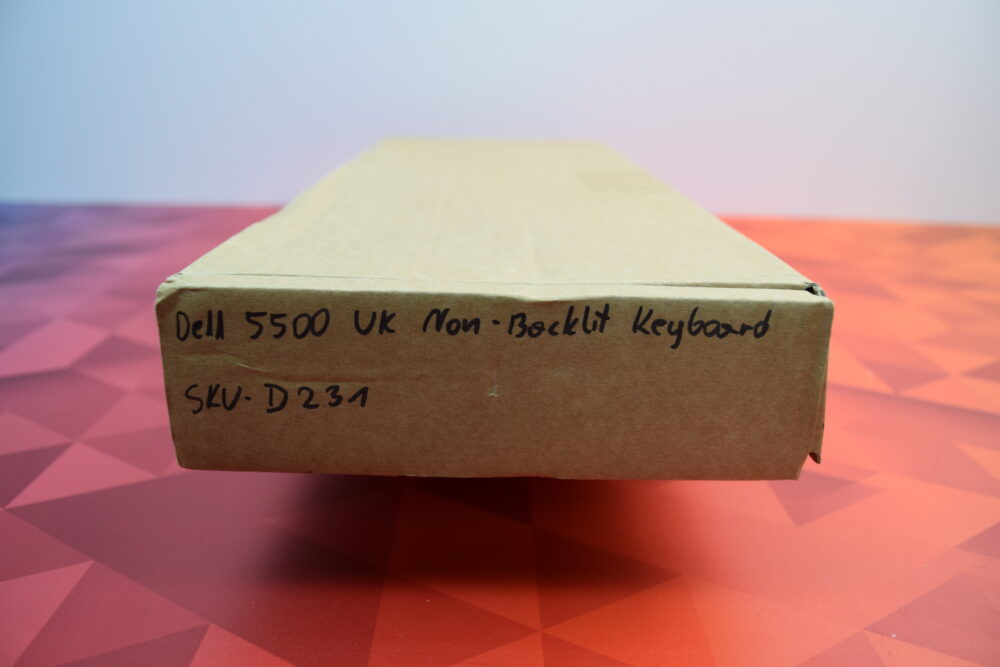 Dell 5500 UK Non-Backlit Keyboard
SKU-D231